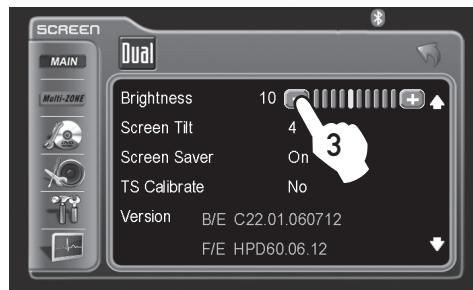 SCREEN
MAIN
Dual
Multi-ZONE
Brightness 10 - +
Screen Tilt 4
Screen Saver On
TS Calibrate No
Version B/E C22.01.060712
F/E HPD60.06.12
3